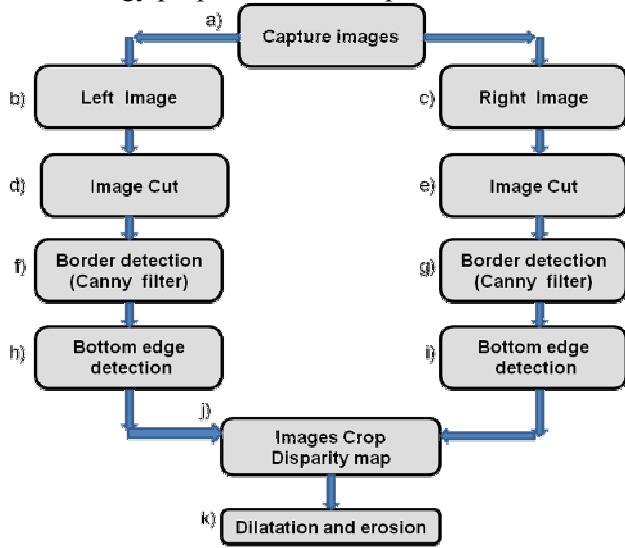 a) Capture images
b) Left Image
c) Right Image
d) Image Cut
e) Image Cut
f) Border detection
(Canny filter)
g) Border detection
(Canny filter)
h) Bottom edge
detection
i) Bottom edge
detection
j) Images Crop
Disparity map
k) Dilatation and erosion